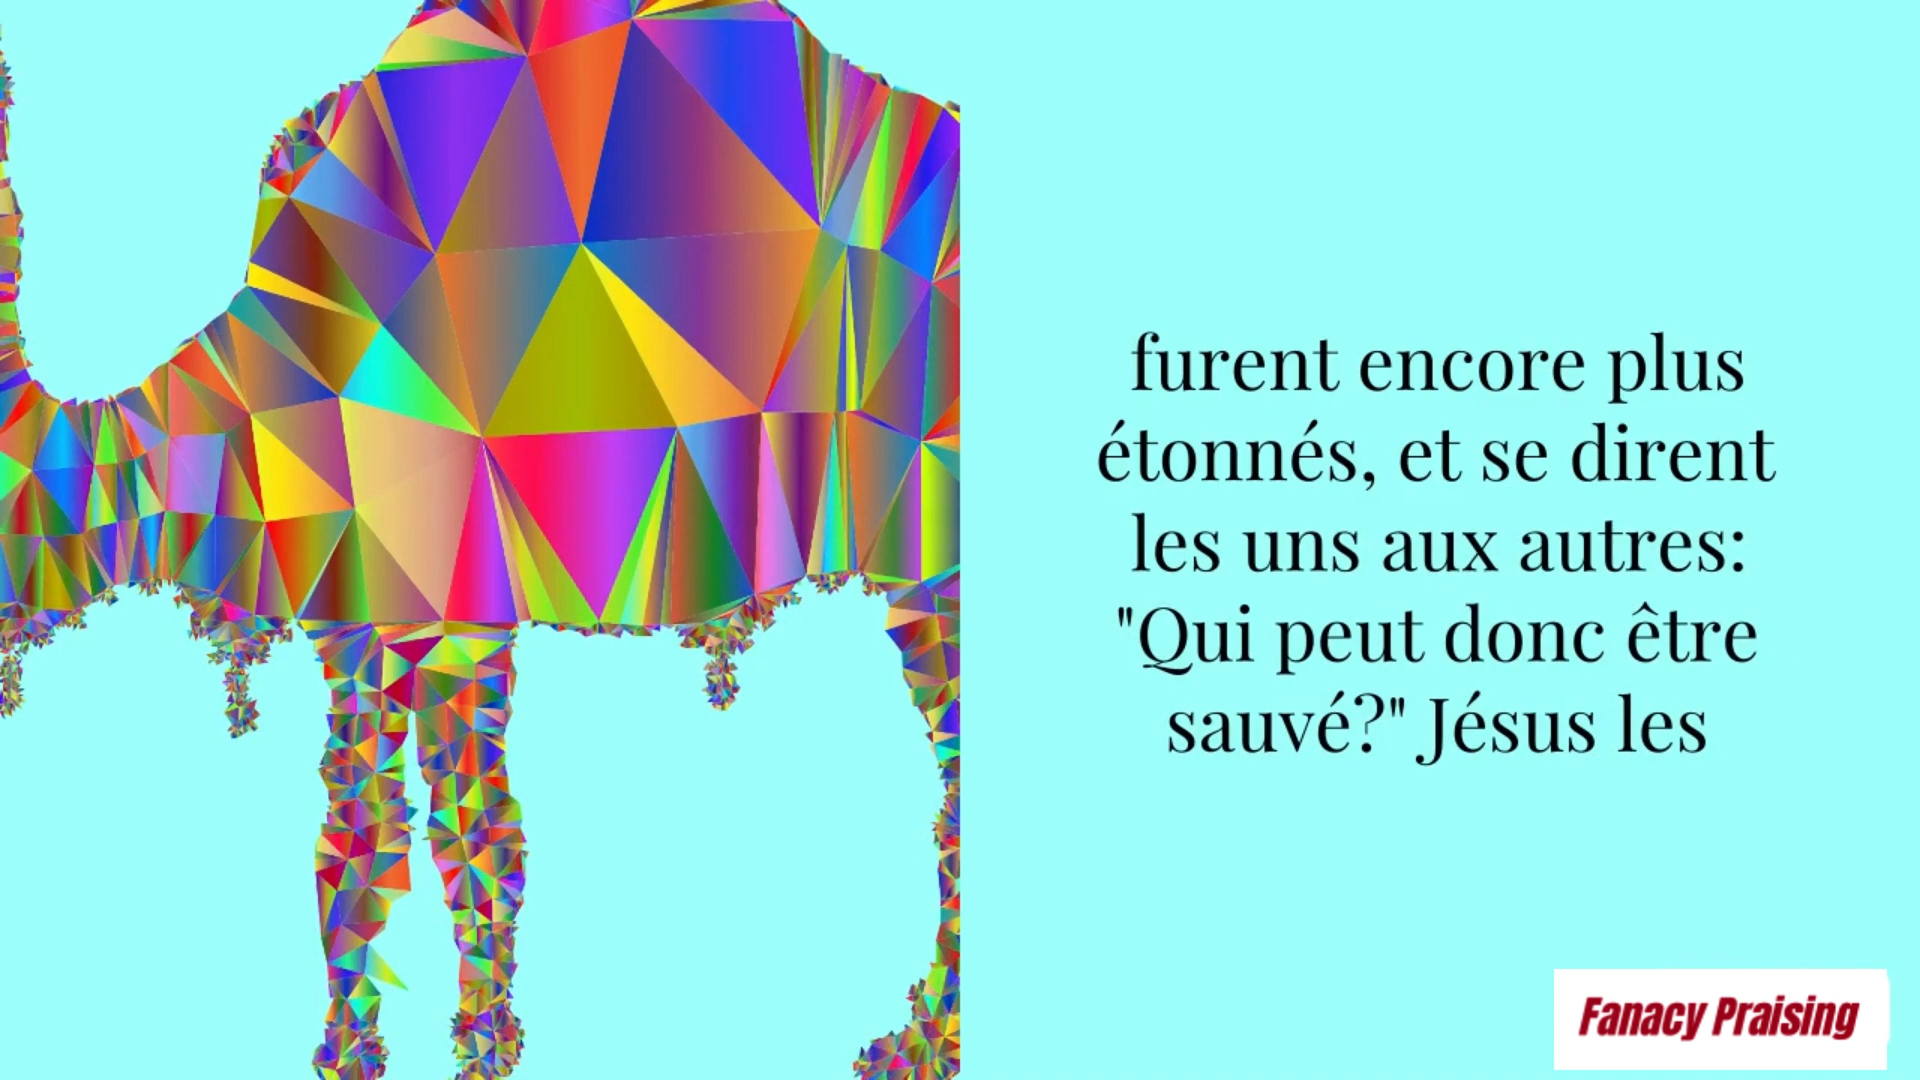 furent encore plus
étonnés, et se dirent
les uns aux autres:
"Qui peut donc être
sauvé?" Jésus les
Fanacy Praising